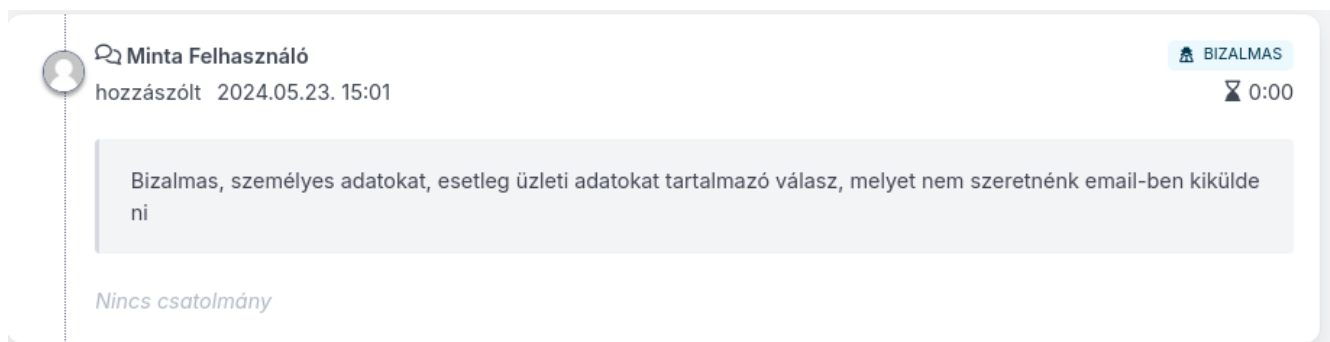 Minta Felhasználó
BIZALMAS
hozzászólt 2024.05.23. 15:01
0:00
Bizalmas, személyes adatokat, esetleg üzleti adatokat tartalmazó válasz, melyet nem szeretnénk email-ben kikülde
ni
Nincs csatolmány